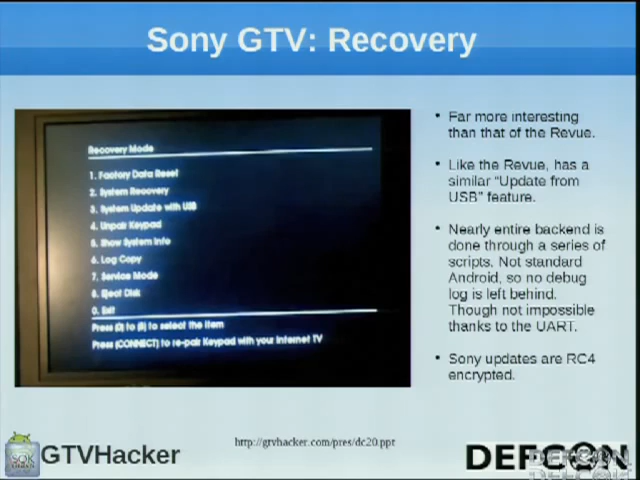 Sony GTV: Recovery
Recovery Mode
1. Factory Data Reset
2. System Recovery
3. System Update with USB
4. Unpair Keypad
5. Show System Info
6. Log Copy
7. Service Mode
8. Eject Disk
0. Exit
Press [0] to [8] to select the item
Press [CONNECT] to re-pair Keypad with your Internet TV
• Far more interesting
than that of the Revue.
• Like the Revue, has a
similar “Update from
USB” feature.
• Nearly entire backend is
done through a series of
scripts. Not standard
Android, so no debug
log is left behind.
Though not impossible
thanks to the UART.
• Sony updates are RC4
encrypted.
GTVHacker
http://gtvhacker.com/pres/dc20.ppt
DEFCON
DEFCON